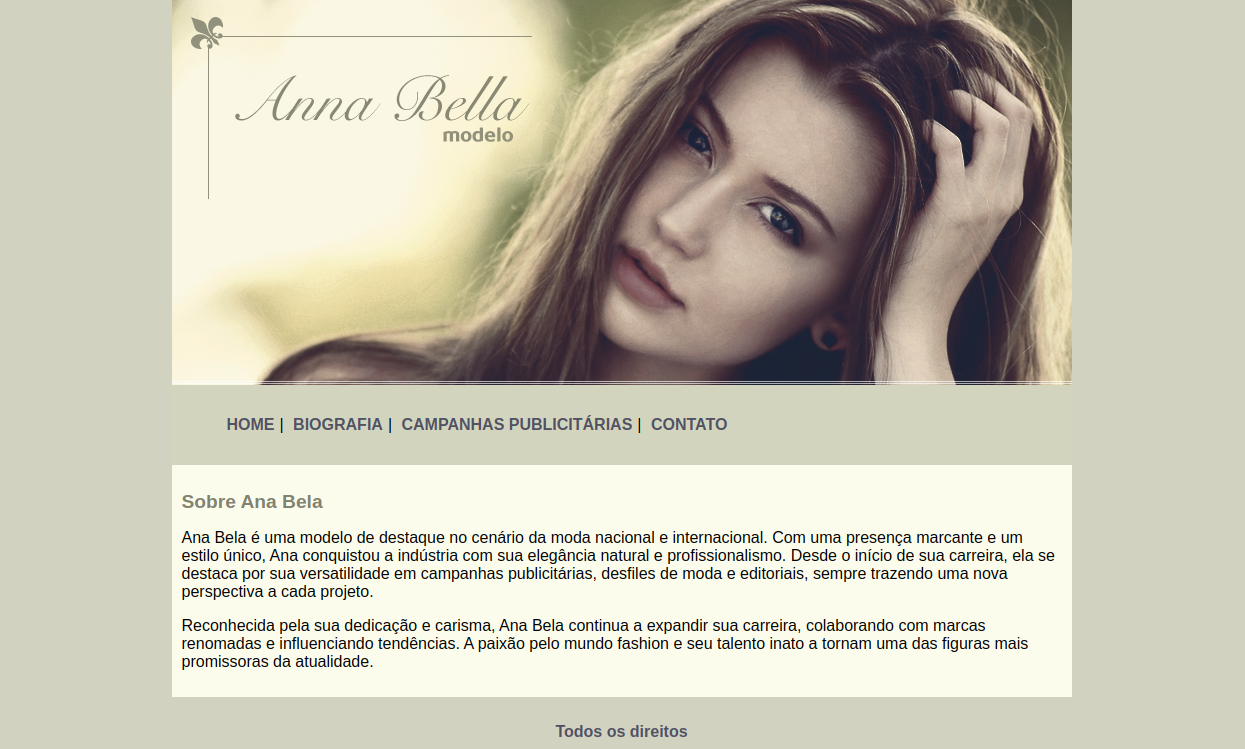 Anna Bella
modelo
HOME | BIOGRAFIA | CAMPANHAS PUBLICITÁRIAS | CONTATO
Sobre Ana Bela
Ana Bela é uma modelo de destaque no cenário da moda nacional e internacional. Com uma presença marcante e um
estilo único, Ana conquistou a indústria com sua elegância natural e profissionalismo. Desde o início de sua carreira, ela se
destaca por sua versatilidade em campanhas publicitárias, desfiles de moda e editoriais, sempre trazendo uma nova
perspectiva a cada projeto.
Reconhecida pela sua dedicação e carisma, Ana Bela continua a expandir sua carreira, colaborando com marcas
renomadas e influenciando tendências. A paixão pelo mundo fashion e seu talento inato a tornam uma das figuras mais
promissoras da atualidade.
Todos os direitos